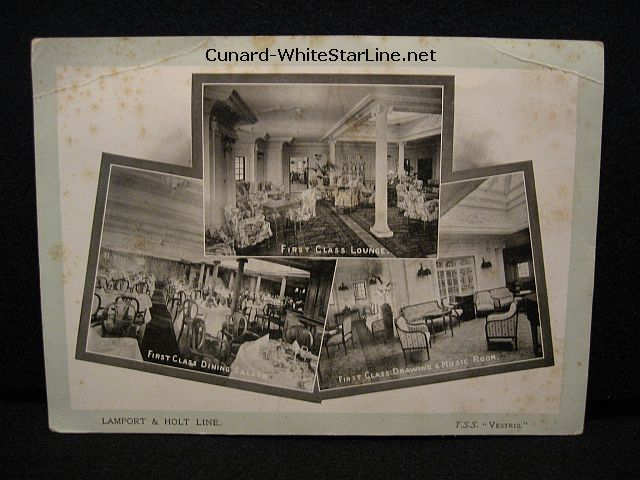 Cunard-WhiteStarLine.net
FIRST CLASS LOUNGE.
FIRST CLASS DINING SALOON.
FIRST CLASS DRAWING & MUSIC ROOM.
LAMPORT & HOLT LINE.
T.S.S. "VESTRIS."